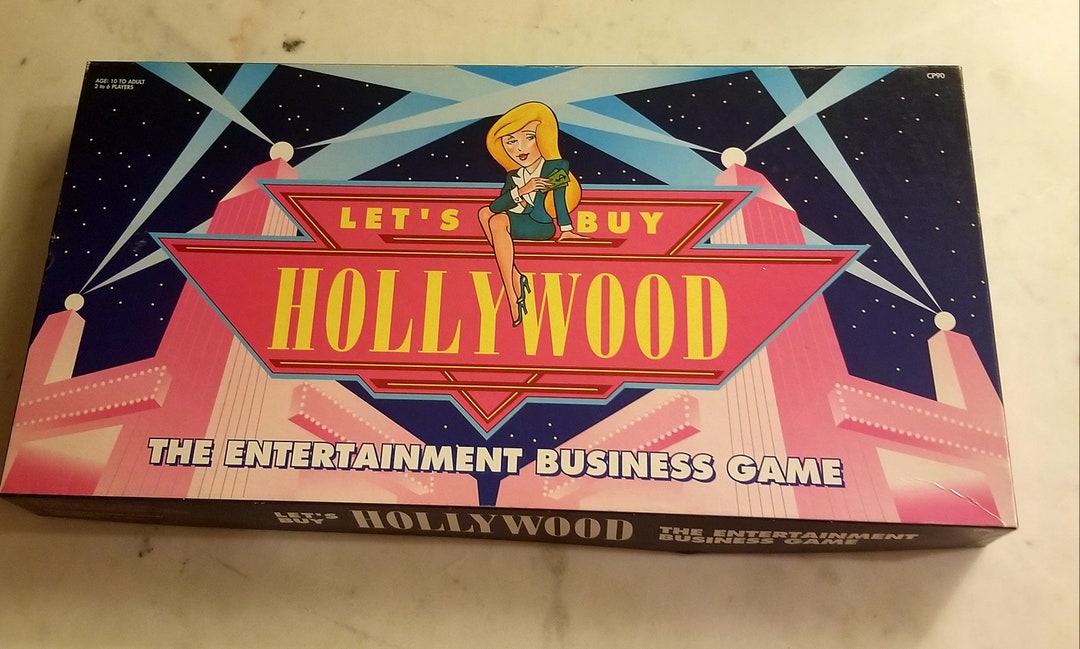 AGE: 10 TO ADULT
2 to 6 PLAYERS
CP90
LET'S BUY
HOLLYWOOD
THE ENTERTAINMENT BUSINESS GAME
LET'S
BUY
HOLLYWOOD
THE ENTERTAINMENT
BUSINESS GAME